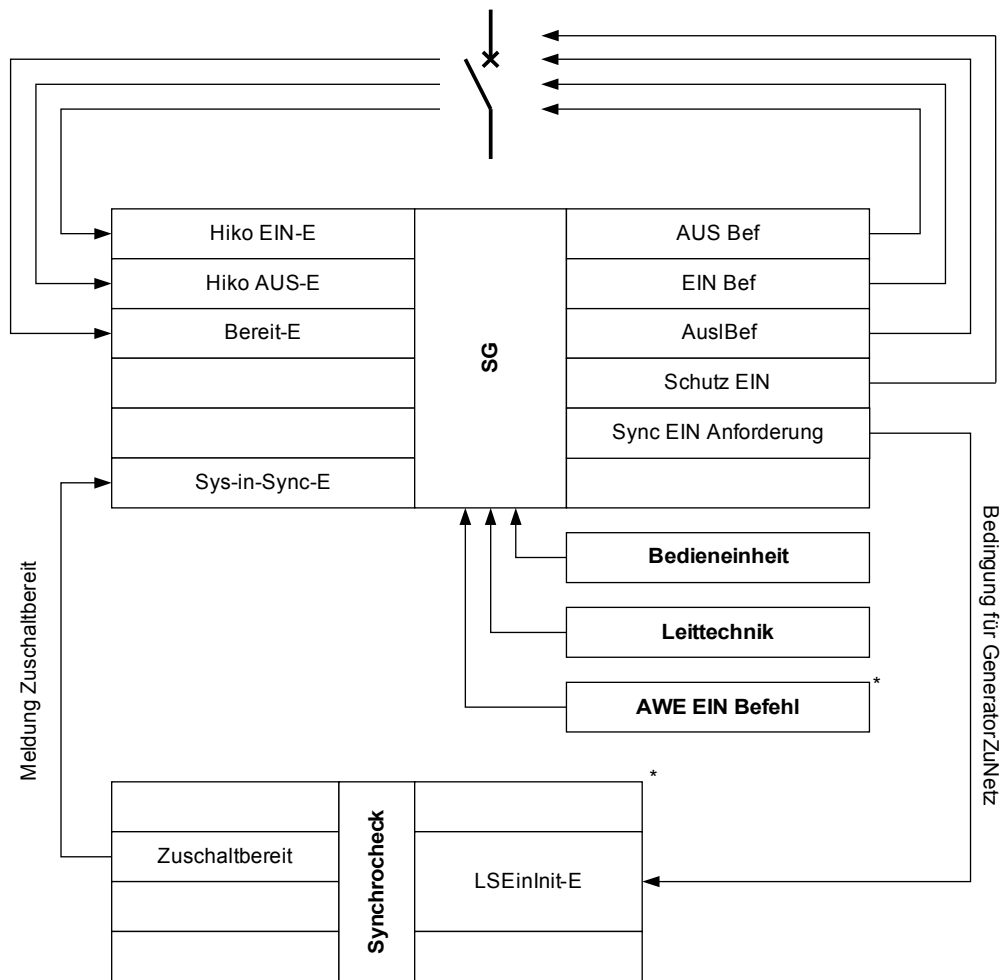 Hiko EIN-E
AUS Bef
Hiko AUS-E
EIN Bef
Bereit-E
SG
AuslBef
Schutz EIN
Sync EIN Anforderung
Sys-in-Sync-E
Bedieneinheit
Leittechnik
*
AWE EIN Befehl
Meldung Zuschaltbereit
Bedingung für GeneratorZuNetz
*
Zuschaltbereit
Synchrocheck
LSEinInit-E